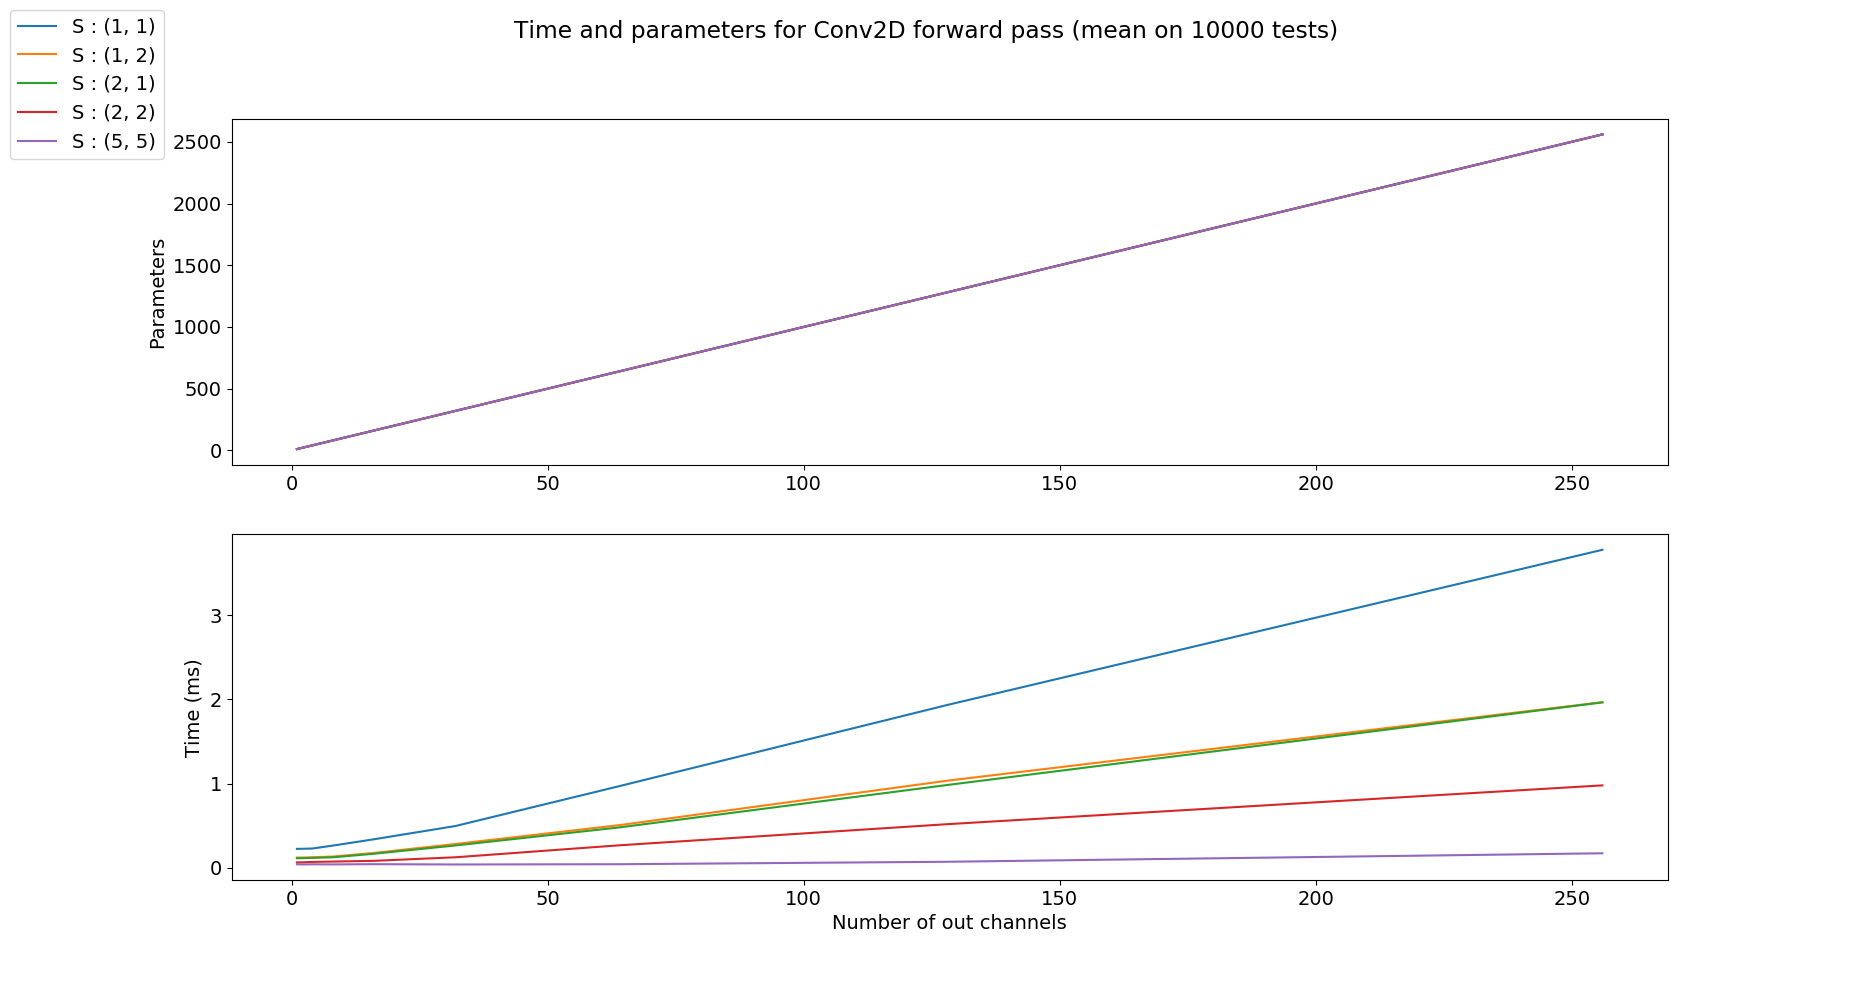 Time and parameters for Conv2D forward pass (mean on 10000 tests)
S : (1, 1)
S : (1, 2)
S : (2, 1)
S : (2, 2)
S : (5, 5)
Parameters
2500
2000
1500
1000
500
0
0 50 100 150 200 250
Time (ms)
3
2
1
0
0 50 100 150 200 250
Number of out channels